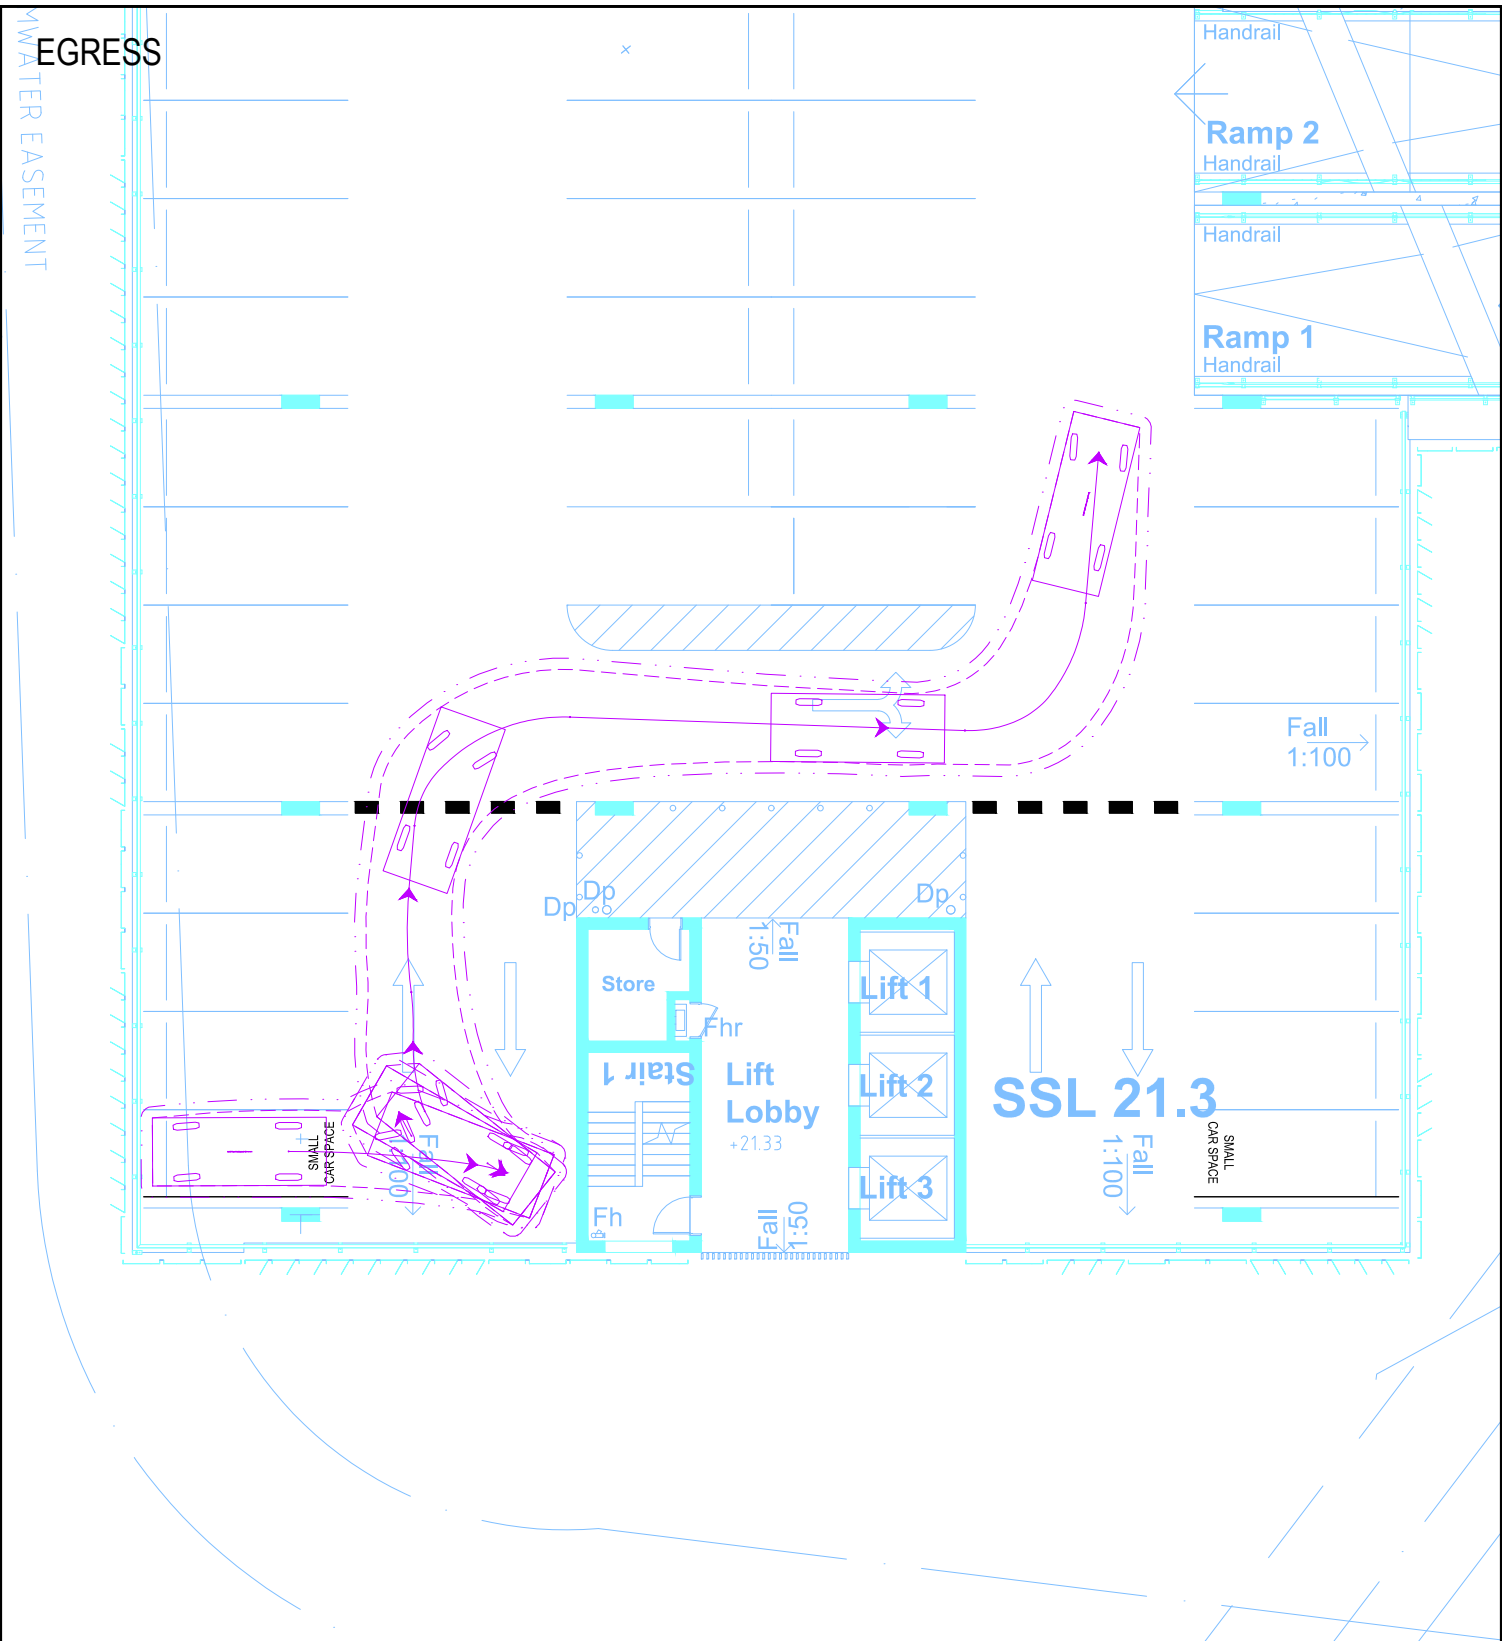 EGRESS
MWATER EASEMENT
Handrail
Ramp 2
Handrail
Handrail
Ramp 1
Handrail
Fall
1:100
Dp
Dp
Dp
Fall
1:50
Store
Fhr
Lift 1
Stair 1
Lift
Lobby
+21.33
Lift 2
SSL 21.3
SMALL
CAR SPACE
Fall
1:100
Fall
1:100
SMALL
CAR SPACE
Lift 3
Fh
Fall
1:50